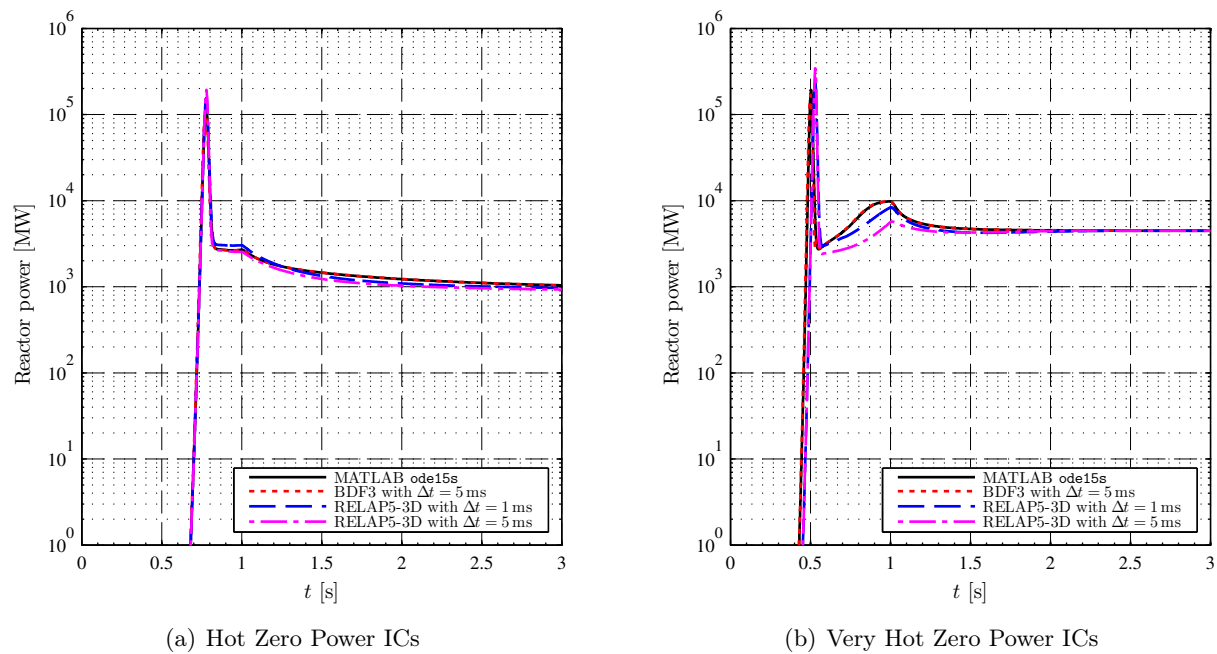 10^6
10^5
10^4
10^3
10^2
10^1
10^0
Reactor power [MW]
MATLAB ode15s
BDF3 with Δt = 5 ms
RELAP5-3D with Δt = 1 ms
RELAP5-3D with Δt = 5 ms
0 0.5 1 1.5 2 2.5 3
t [s]
(a) Hot Zero Power ICs
10^6
10^5
10^4
10^3
10^2
10^1
10^0
Reactor power [MW]
MATLAB ode15s
BDF3 with Δt = 5 ms
RELAP5-3D with Δt = 1 ms
RELAP5-3D with Δt = 5 ms
0 0.5 1 1.5 2 2.5 3
t [s]
(b) Very Hot Zero Power ICs